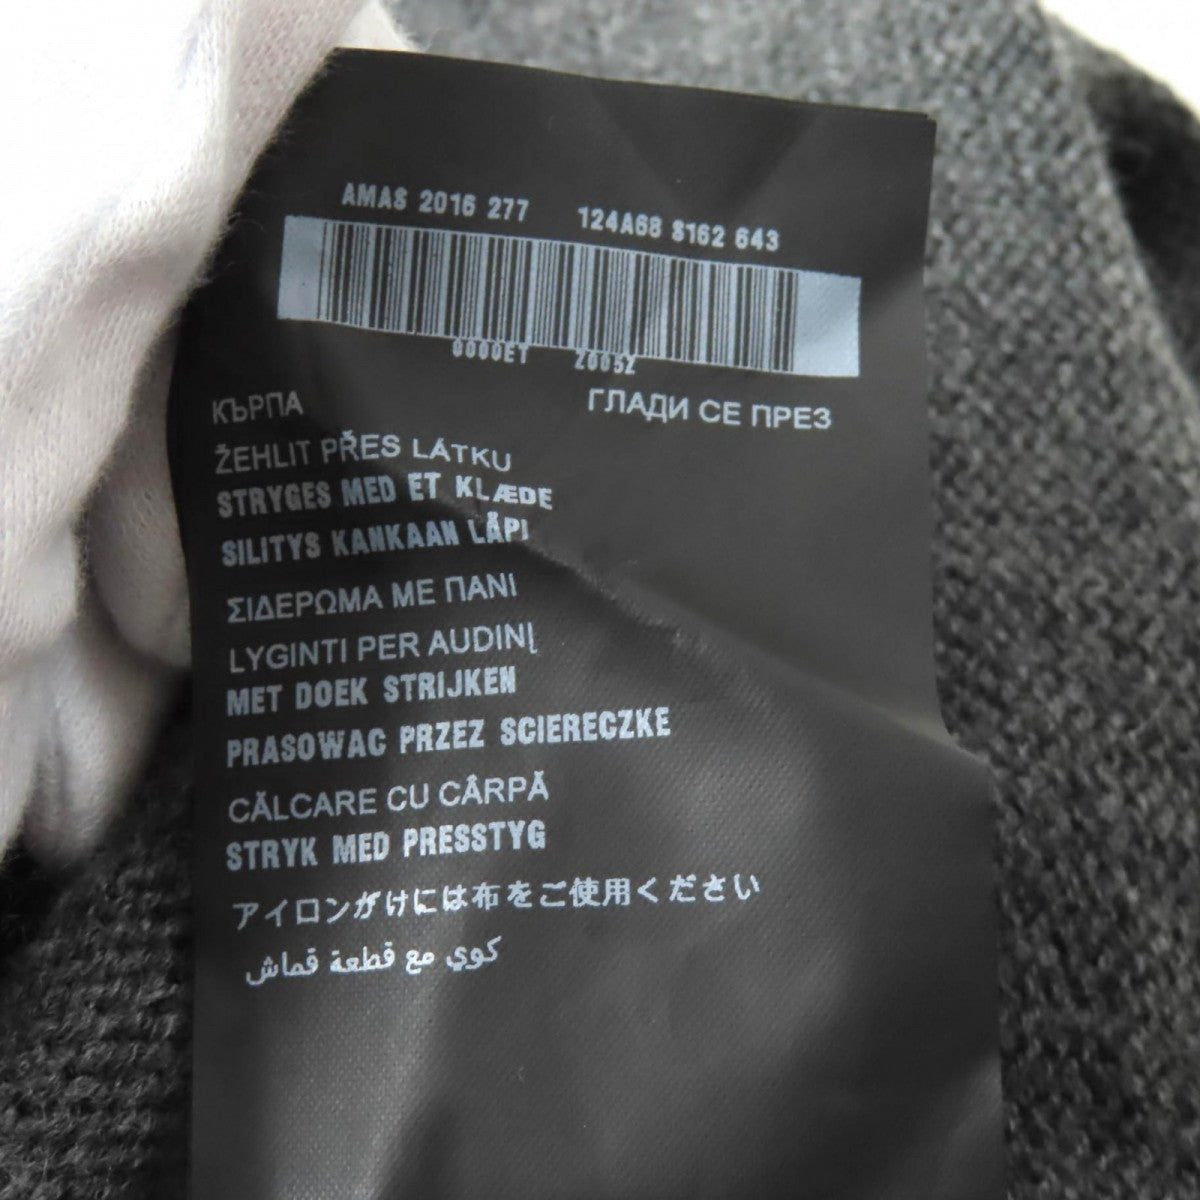 AMAS 2016 277 124A68 S162 643
0000ET Z005Z
ГЛАДИ СЕ ПРЕЗ
КЪРПА
ŽEHLIT PŘES LÁTKU
STRYGES MED ET KLÆDE
SILITYS KANKAAN LÄPI
ΣΙΔΕΡΩΜΑ ΜΕ ΠΑΝΙ
LYGINTI PER AUDINĮ
MET DOEK STRIJKEN
PRASOWAC PRZEZ SCIERECZKE
CĂLCARE CU CÂRPĂ
STRYK MED PRESSTYG
アイロンがけには布をご使用ください
كوي مع قطعة قماش